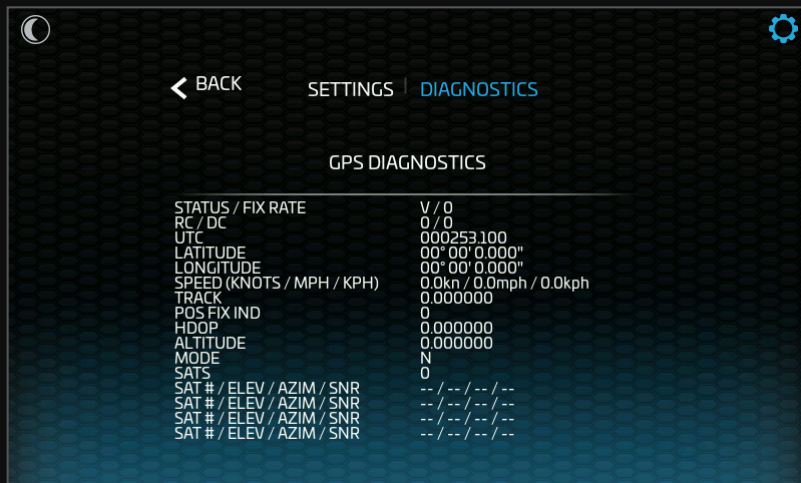 BACK
SETTINGS | DIAGNOSTICS
GPS DIAGNOSTICS
STATUS / FIX RATE V / 0
RC / DC 0 / 0
UTC 000253.100
LATITUDE 00° 00' 0.000"
LONGITUDE 00° 00' 0.000"
SPEED (KNOTS / MPH / KPH) 0.0kn / 0.0mph / 0.0kph
TRACK 0.000000
POS FIX IND 0
HDOP 0.000000
ALTITUDE 0.000000
MODE N
SATS 0
SAT # / ELEV / AZIM / SNR -- / -- / -- / --
SAT # / ELEV / AZIM / SNR -- / -- / -- / --
SAT # / ELEV / AZIM / SNR -- / -- / -- / --
SAT # / ELEV / AZIM / SNR -- / -- / -- / --